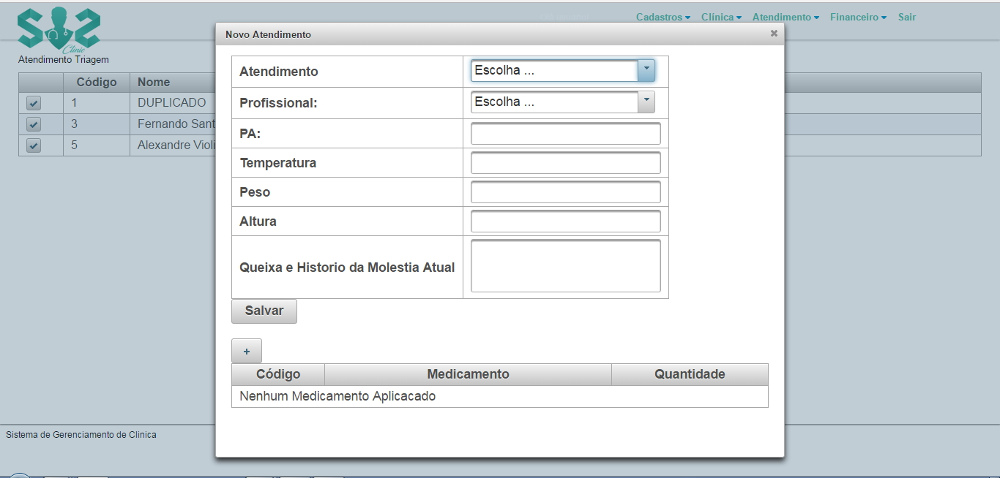 Cadastros Clínica Atendimento Financeiro Sair
SOS
Clinic
Novo Atendimento
Atendimento Triagem
Código Nome
1 DUPLICADO
3 Fernando Sant
5 Alexandre Violi
Atendimento Escolha ...
Profissional: Escolha ...
PA:
Temperatura
Peso
Altura
Queixa e Historio da Molestia Atual
Salvar
+
Código Medicamento Quantidade
Nenhum Medicamento Aplicacado
Sistema de Gerenciamento de Clinica